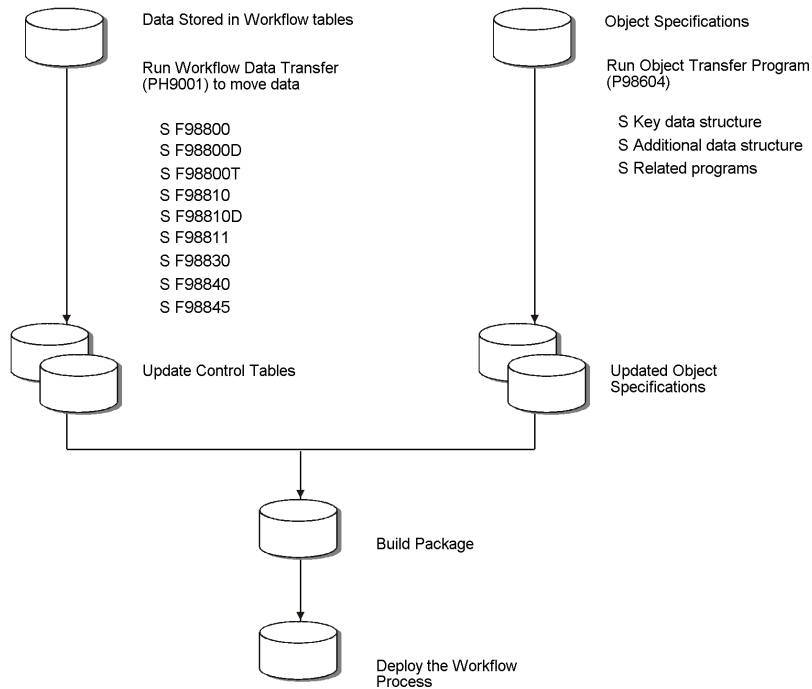 Data Stored in Workflow tables
Run Workflow Data Transfer
(PH9001) to move data
S F98800
S F98800D
S F98800T
S F98810
S F98810D
S F98811
S F98830
S F98840
S F98845
Update Control Tables
Object Specifications
Run Object Transfer Program
(P98604)
S Key data structure
S Additional data structure
S Related programs
Updated Object
Specifications
Build Package
Deploy the Workflow
Process